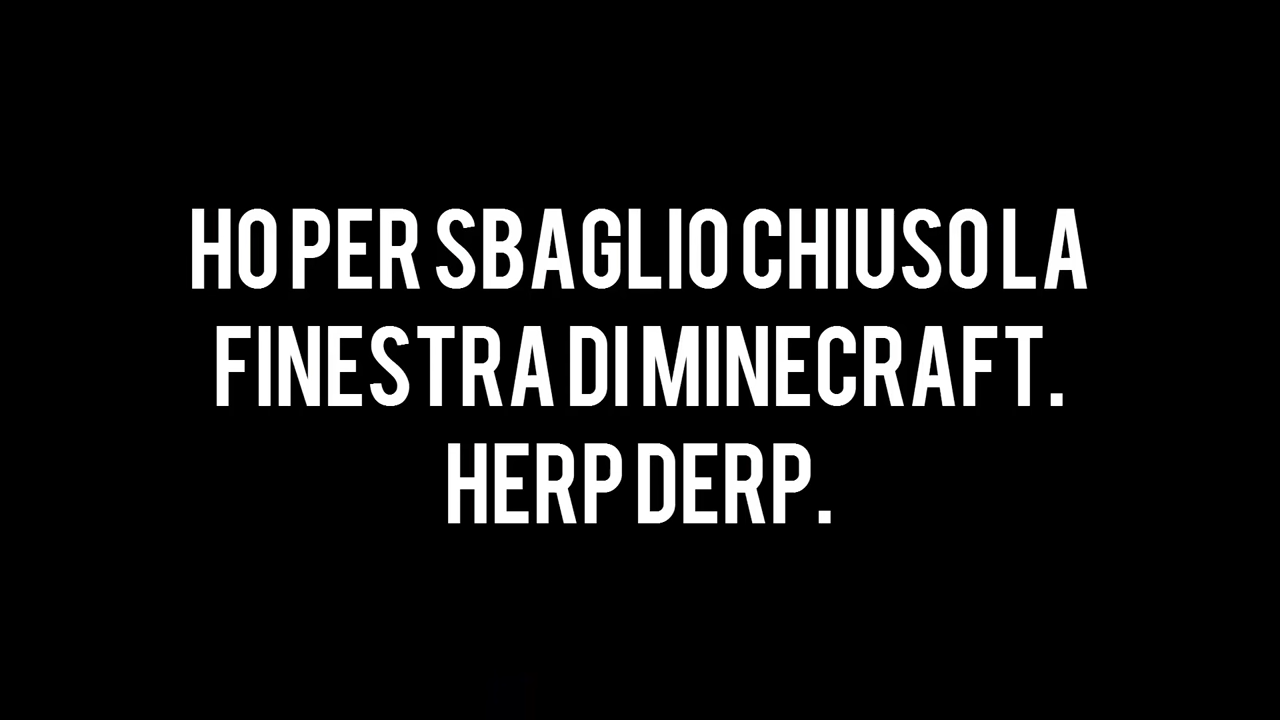 HO PER SBAGLIO CHIUSO LA
FINESTRA DI MINECRAFT.
HERP DERP.